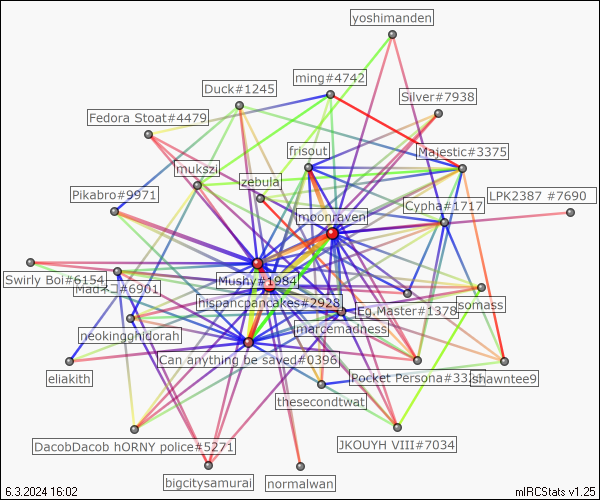 yoshimanden
ming#4742
Duck#1245
Silver#7938
Fedora Stoat#4479
frisout
Majestic#3375
mukszi
zebula
Pikabro#9971
LPK2387 #7690
Cypha#1717
moonraven
Swirly Boi#6154
Mushy#1984
#6901
hispancpancakes#2928
Eg.Master#1378
somass
neokingghidorah
marcemadness
Can anything be saved#0396
eliakith
Pocket Persona#
shawntee9
thesecondtwat
DacobDacob hORNY police#5271
JKOUYH VIII#7034
bigcitysamurai
normalwan
6.3.2024 16:02
mIRCStats v1.25